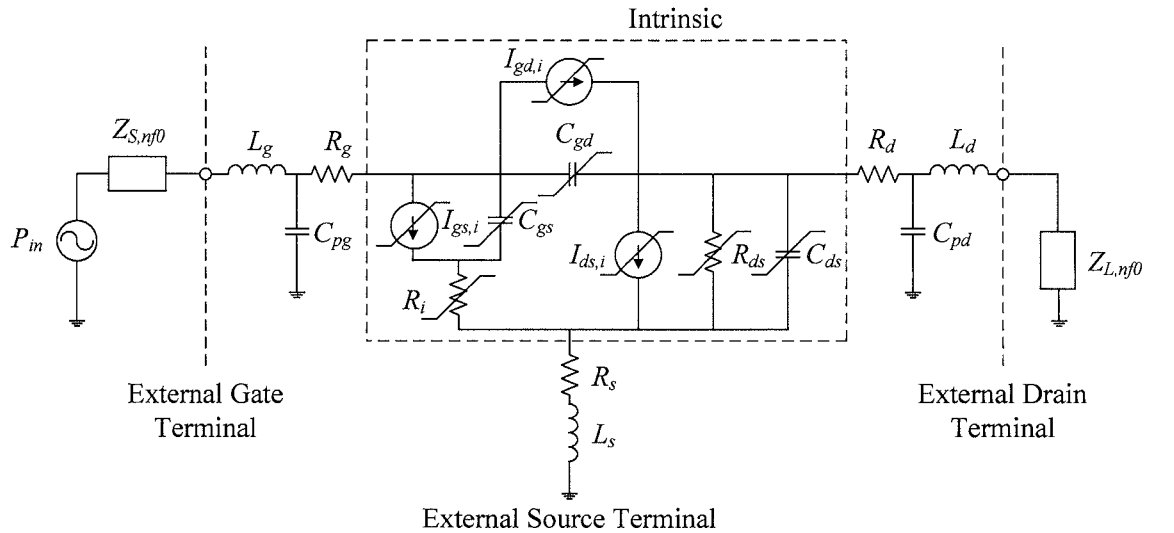 Intrinsic
I_{gd,i}
Z_{S,nf0}
L_g
R_g
C_{gd}
R_d
L_d
P_{in}
C_{pg}
I_{gs,i}
C_{gs}
I_{ds,i}
R_{ds}
C_{ds}
C_{pd}
Z_{L,nf0}
R_i
External Gate
Terminal
R_s
L_s
External Drain
Terminal
External Source Terminal